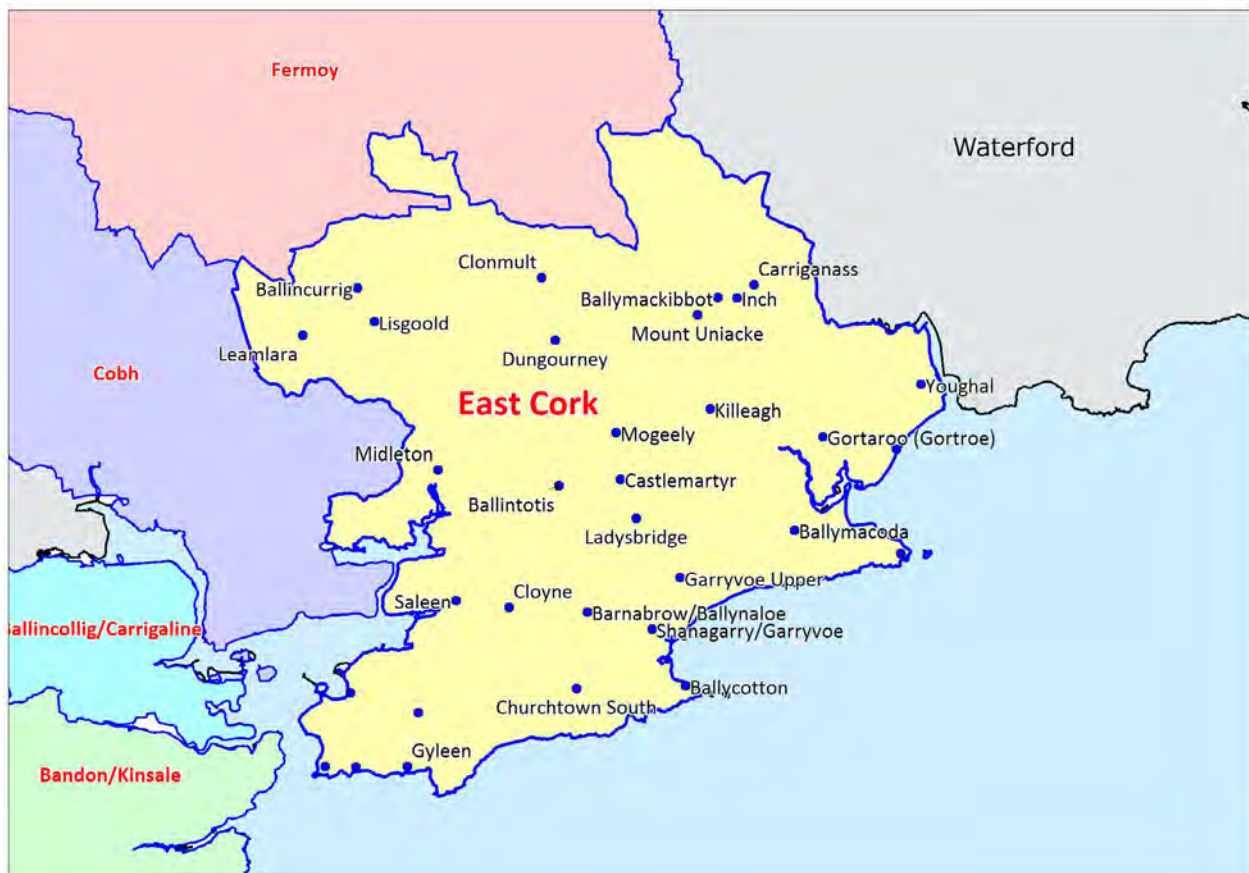 Fermoy
Waterford
Clonmult
Carriganass
Ballincurrig
Ballymackibbot
Inch
Lisgoold
Mount Uniacke
Leamlara
Dungourney
Cobh
Youghal
East Cork
Killeagh
Mogeely
Gortaroo (Gortroe)
Midleton
Castlemartyr
Ballintotis
Ladysbridge
Ballymacoda
Garryvoe Upper
Saleen
Cloyne
Barnabrow/Ballynaloe
Ballincollig/Carrigaline
Shanagarry/Garryvoe
Ballycotton
Churchtown South
Gyleen
Bandon/Kinsale